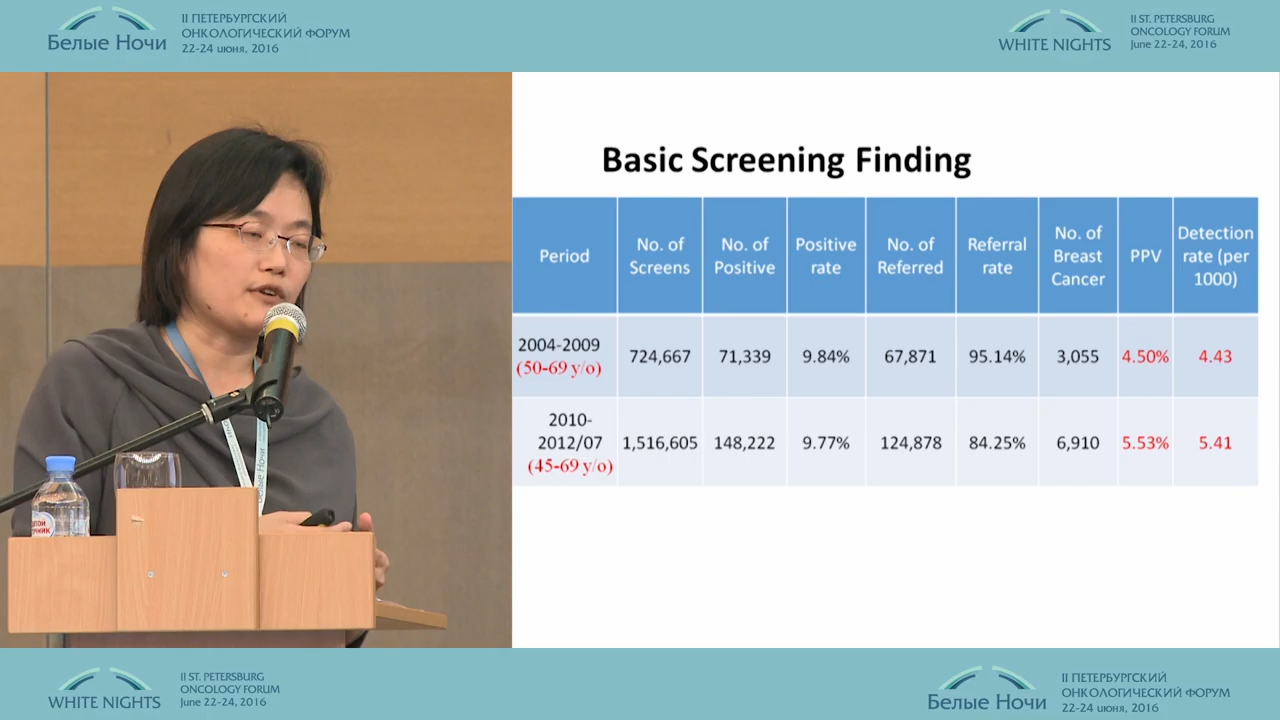 II ПЕТЕРБУРГСКИЙ
ОНКОЛОГИЧЕСКИЙ ФОРУМ
Белые Ночи
22-24 июня, 2016
II ST. PETERSBURG
ONCOLOGY FORUM
WHITE NIGHTS
June 22-24, 2016
Basic Screening Finding
Period
No. of
Screens
No. of
Positive
Positive
rate
No. of
Referred
Referral
rate
No. of
Breast
Cancer
PPV
Detection
rate (per
1000)
2004-2009
(50-69 y/o)
724,667
71,339
9.84%
67,871
95.14%
3,055
4.50%
4.43
2010-
2012/07
(45-69 y/o)
1,516,605
148,222
9.77%
124,878
84.25%
6,910
5.53%
5.41
Белые Ночи
II ST. PETERSBURG
ONCOLOGY FORUM
WHITE NIGHTS
June 22-24, 2016
II ПЕТЕРБУРГСКИЙ
ОНКОЛОГИЧЕСКИЙ ФОРУМ
Белые Ночи
22-24 июня, 2016